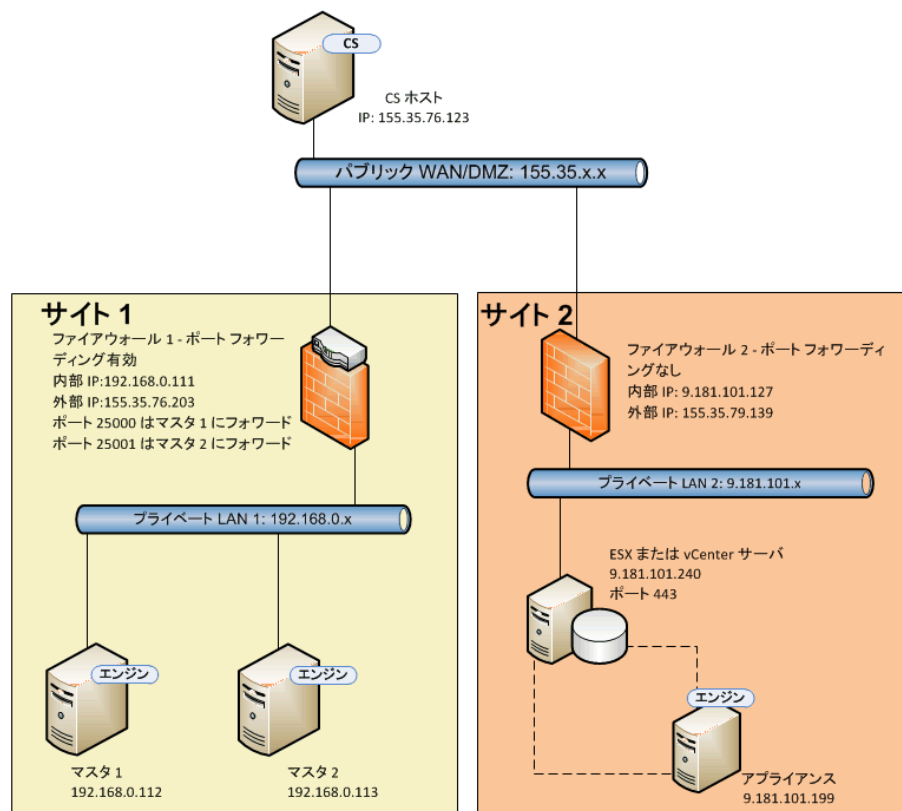 CS
CS ホスト
IP: 155.35.76.123
パブリック WAN/DMZ: 155.35.x.x
サイト 1
ファイアウォール 1 - ポート フォワー
ディング有効
内部 IP:192.168.0.111
外部 IP:155.35.76.203
ポート 25000 はマスタ 1 にフォワード
ポート 25001 はマスタ 2 にフォワード
プライベート LAN 1: 192.168.0.x
エンジン
マスタ 1
192.168.0.112
エンジン
マスタ 2
192.168.0.113
サイト 2
ファイアウォール 2 - ポート フォワーディ
ングなし
内部 IP: 9.181.101.127
外部 IP: 155.35.79.139
プライベート LAN 2: 9.181.101.x
ESX または vCenter サーバ
9.181.101.240
ポート 443
エンジン
アプライアンス
9.181.101.199